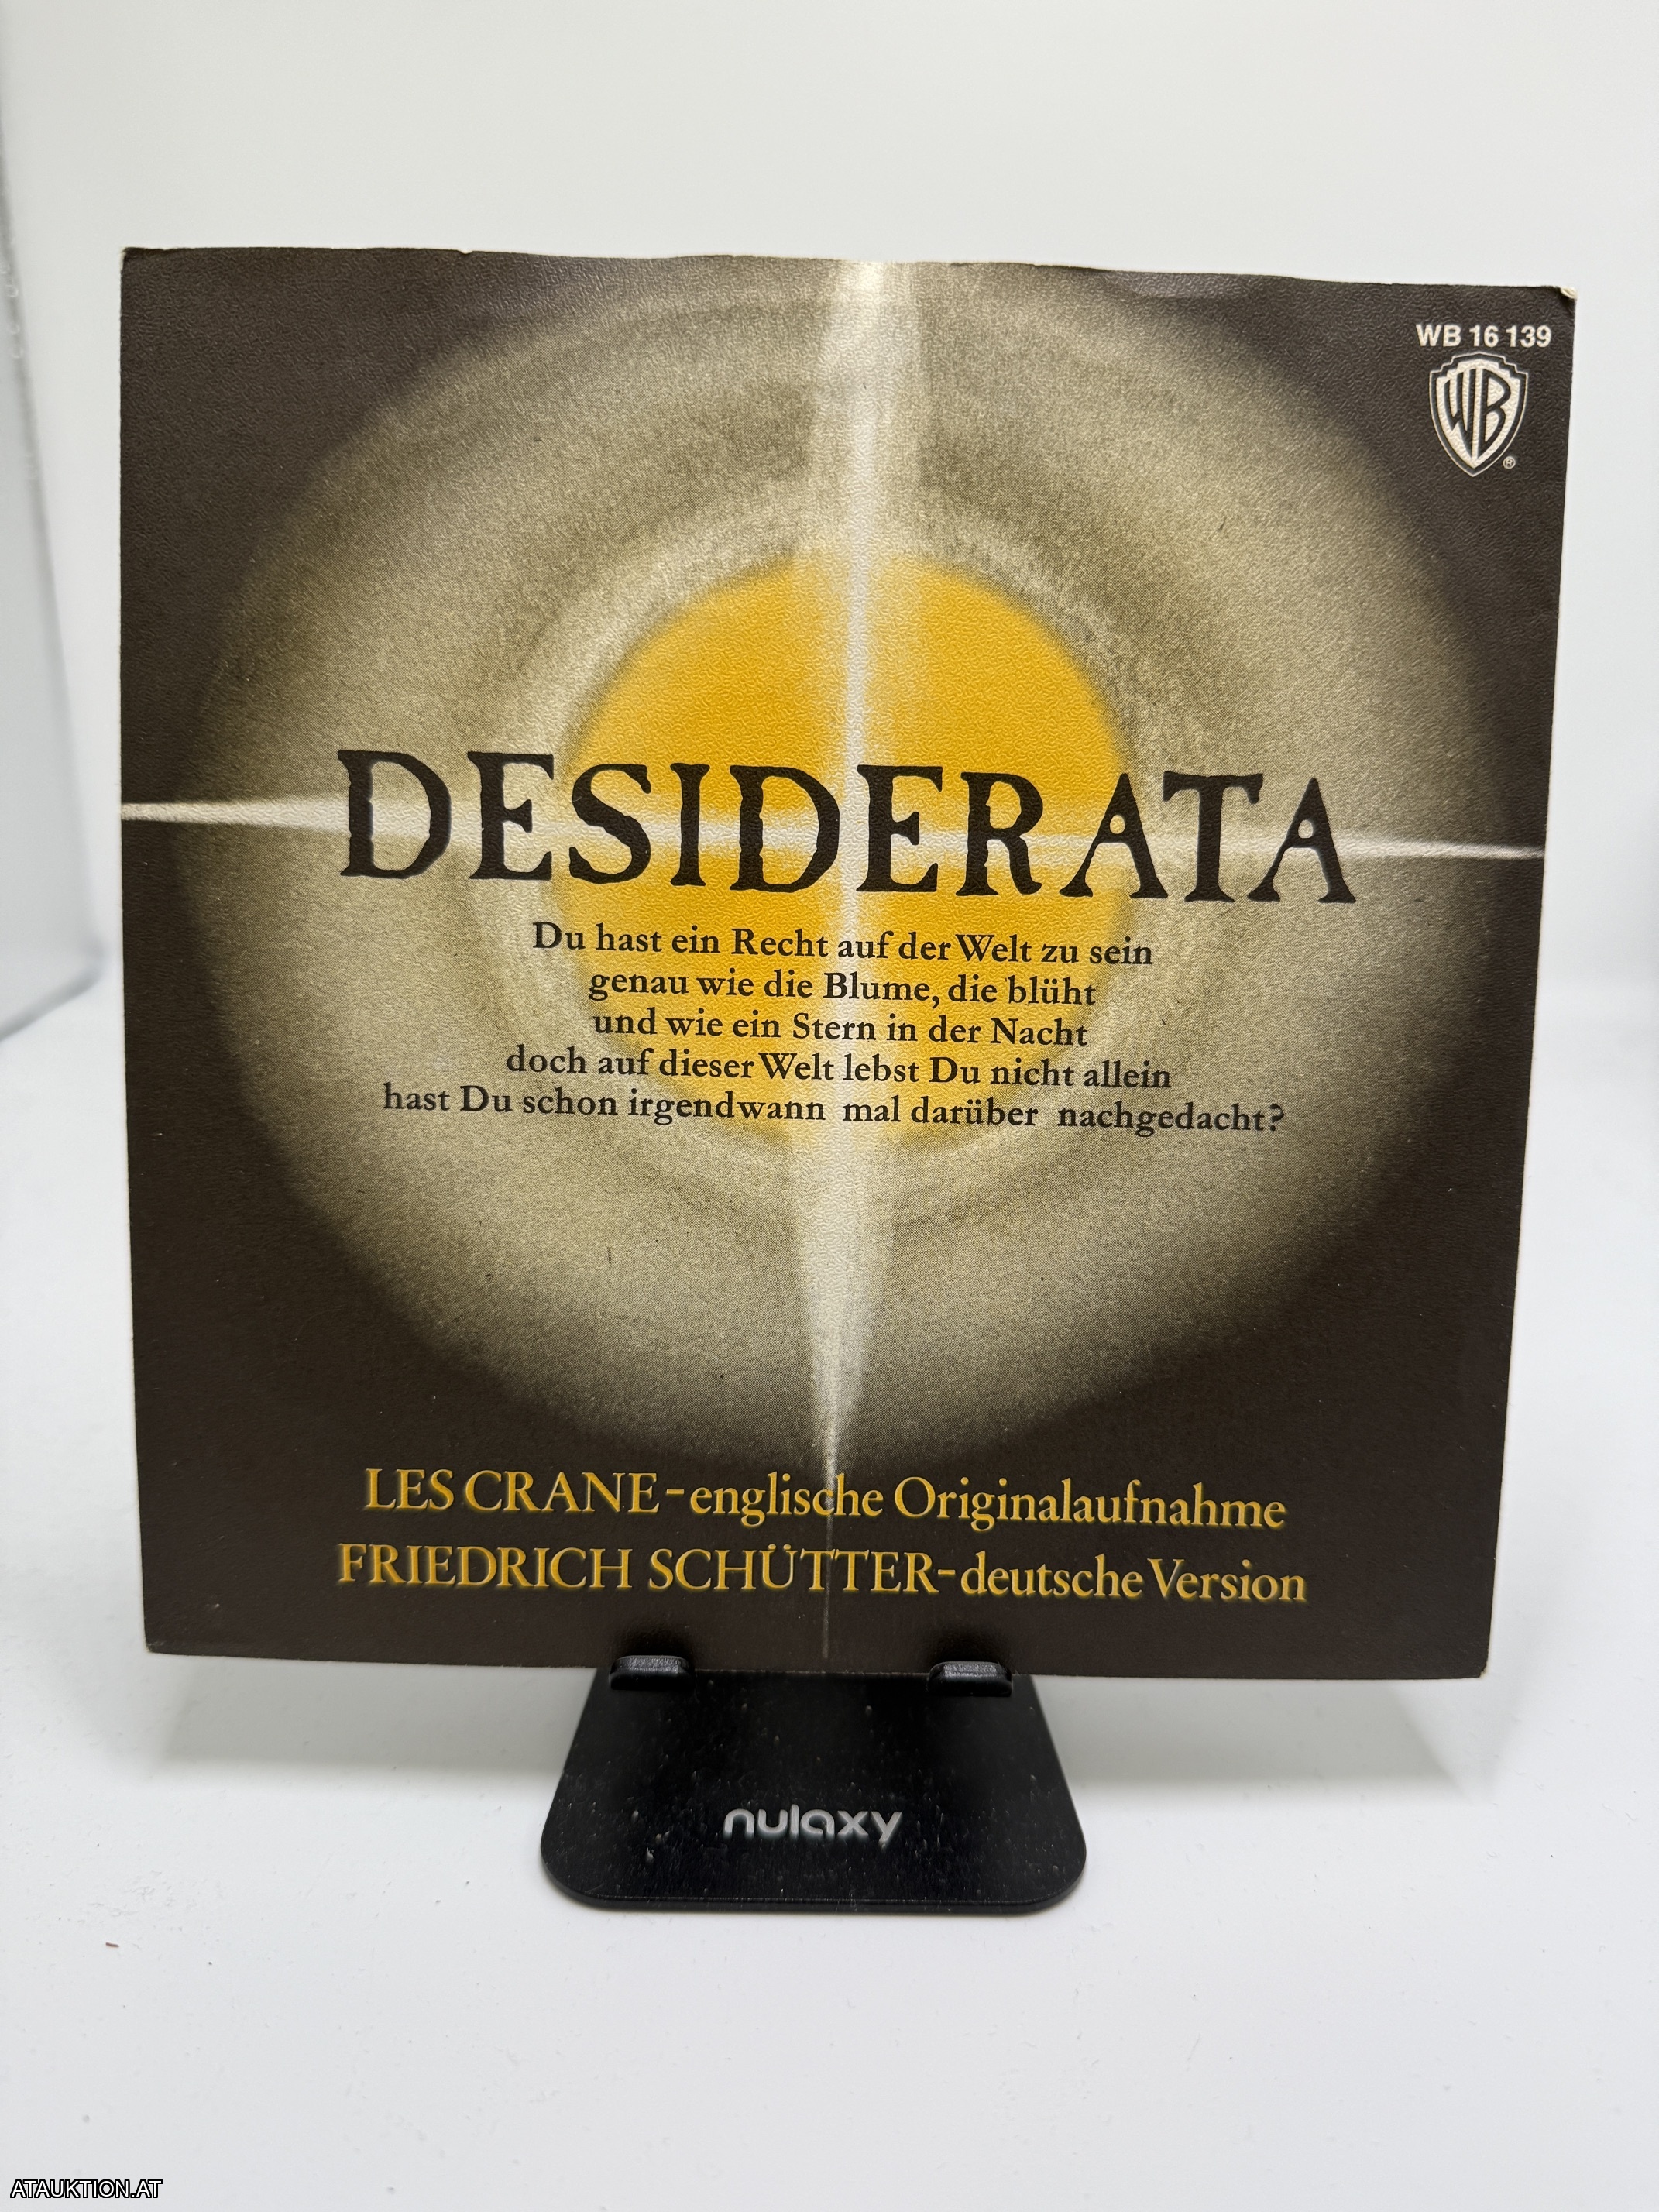 WB 16 139
WB
®
DESIDERATA
Du hast ein Recht auf der Welt zu sein
genau wie die Blume, die blüht
und wie ein Stern in der Nacht
doch auf dieser Welt lebst Du nicht allein
hast Du schon irgendwann mal darüber nachgedacht?
LES CRANE-englische Originalaufnahme
FRIEDRICH SCHÜTTER-deutsche Version
nulaxy
ATAUKTION.AT